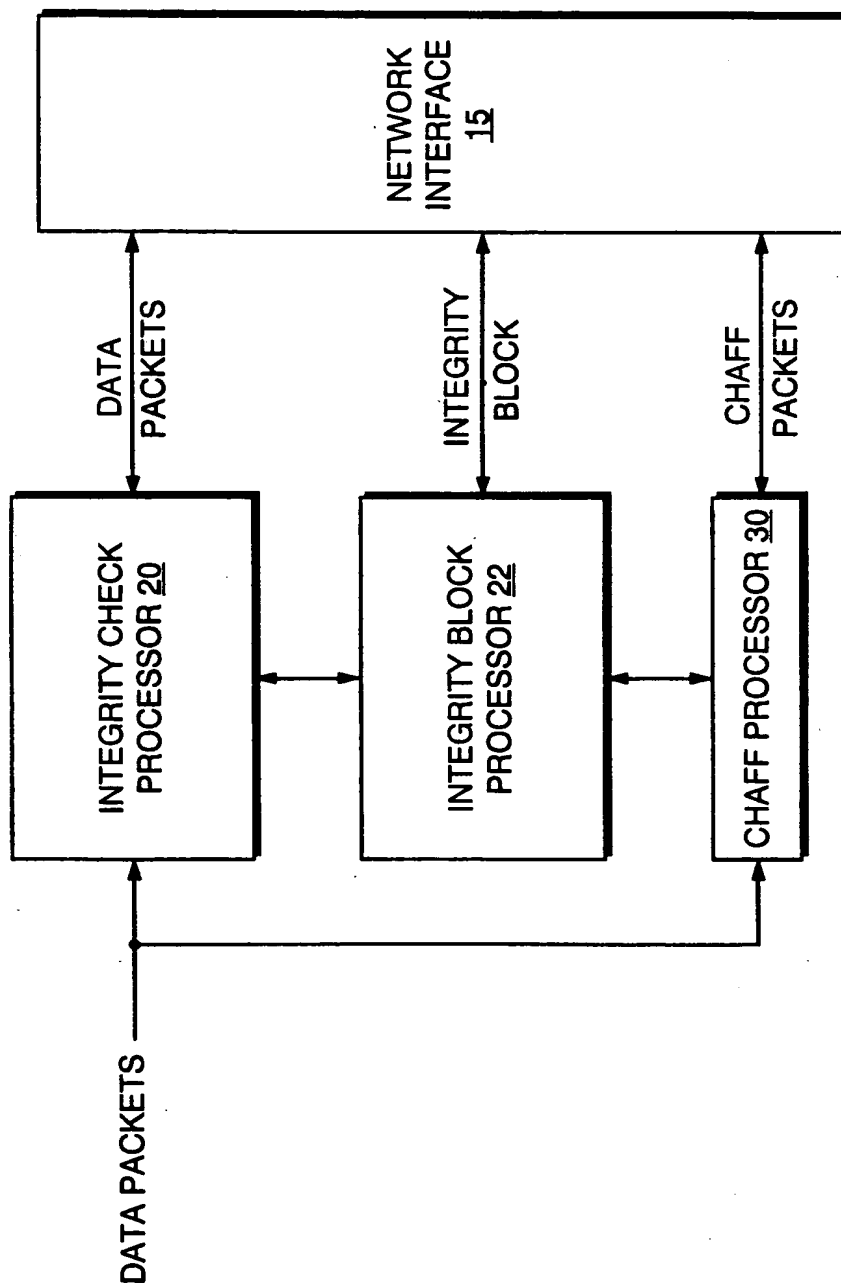 DATA PACKETS
INTEGRITY CHECK
PROCESSOR 20
INTEGRITY BLOCK
PROCESSOR 22
CHAFF PROCESSOR 30
DATA
PACKETS
INTEGRITY
BLOCK
CHAFF
PACKETS
NETWORK
INTERFACE
15